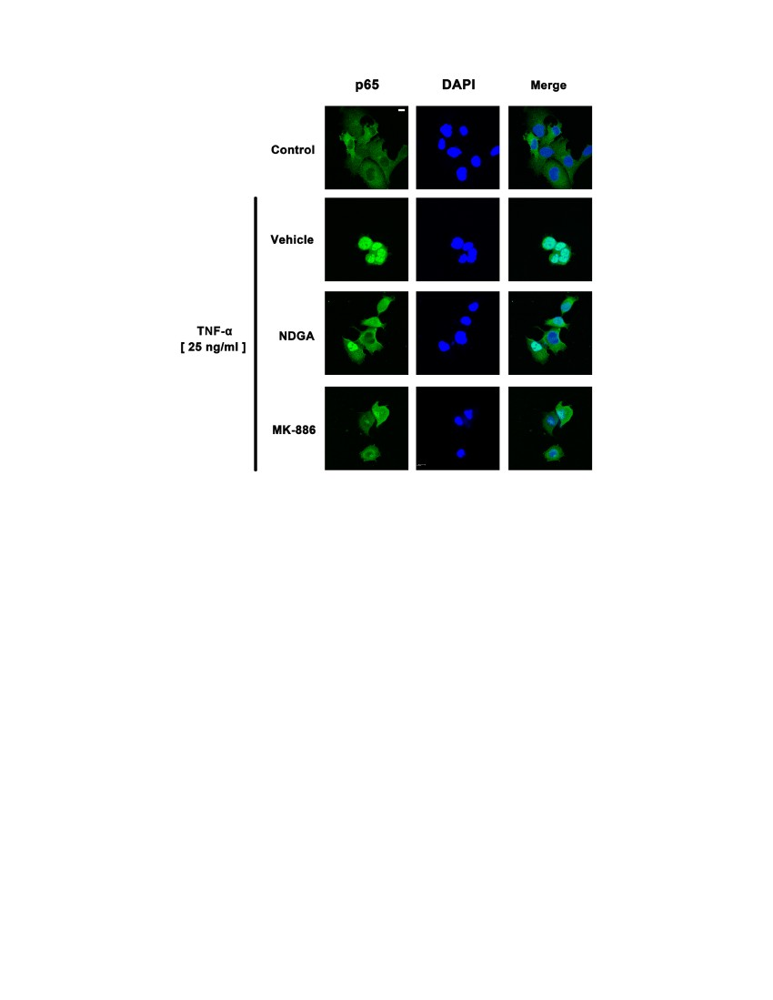 p65 DAPI Merge
Control
Vehicle
TNF-α
[ 25 ng/ml ]
NDGA
MK-886